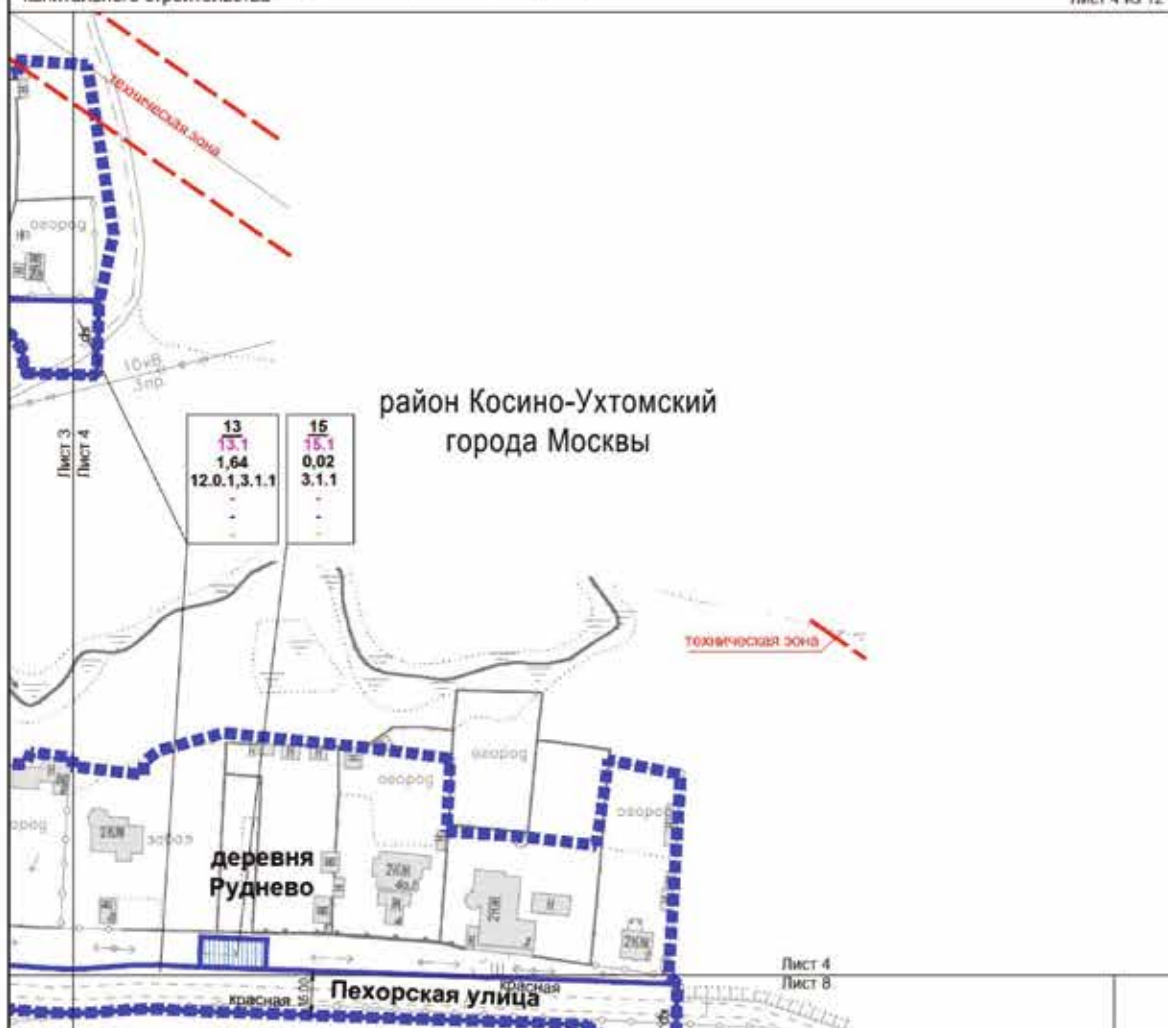 капитального строительства
Лист 4 из 12
техническая зона
огород
10кВ
3пр.
Лист 3
Лист 4
район Косино-Ухтомский
города Москвы
13
13.1
1,64
12.0.1,3.1.1
-
-
-
15
15.1
0,02
3.1.1
-
-
-
техническая зона
огород
огород
огород
2КЖ
деревня
Руднево
2КЖ
2КЖ
2КЖ
Лист 4
Лист 8
красная
Пехорская улица
красная